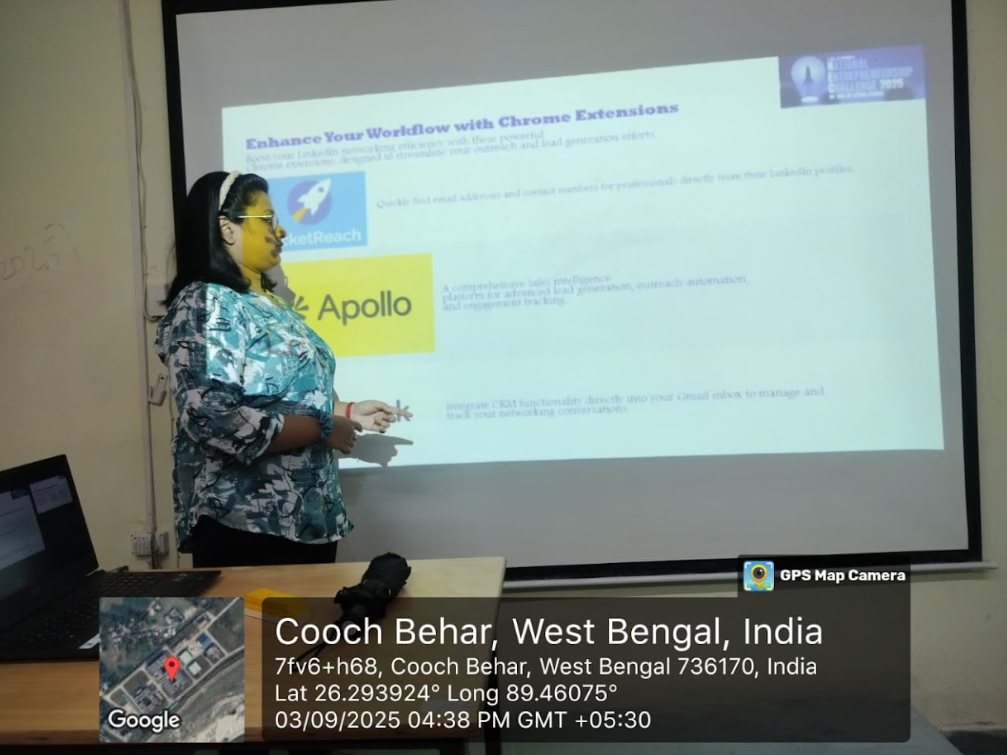 NATIONAL
ENTREPRENEURSHIP
CHALLENGE 2025
Enhance Your Workflow with Chrome Extensions
Boost your LinkedIn networking efficiency with these powerful
Chrome extensions, designed to streamline your outreach and lead generation efforts.
cketReach
Quickly find email addresses and contact numbers for professionals directly from their LinkedIn profiles.
Apollo
A comprehensive sales intelligence
platform for advanced lead generation, outreach automation,
and engagement tracking.
Integrate CRM functionality directly into your Gmail inbox to manage and
track your networking conversations
GPS Map Camera
Cooch Behar, West Bengal, India
7fv6+h68, Cooch Behar, West Bengal 736170, India
Lat 26.293924° Long 89.46075°
03/09/2025 04:38 PM GMT +05:30
Google